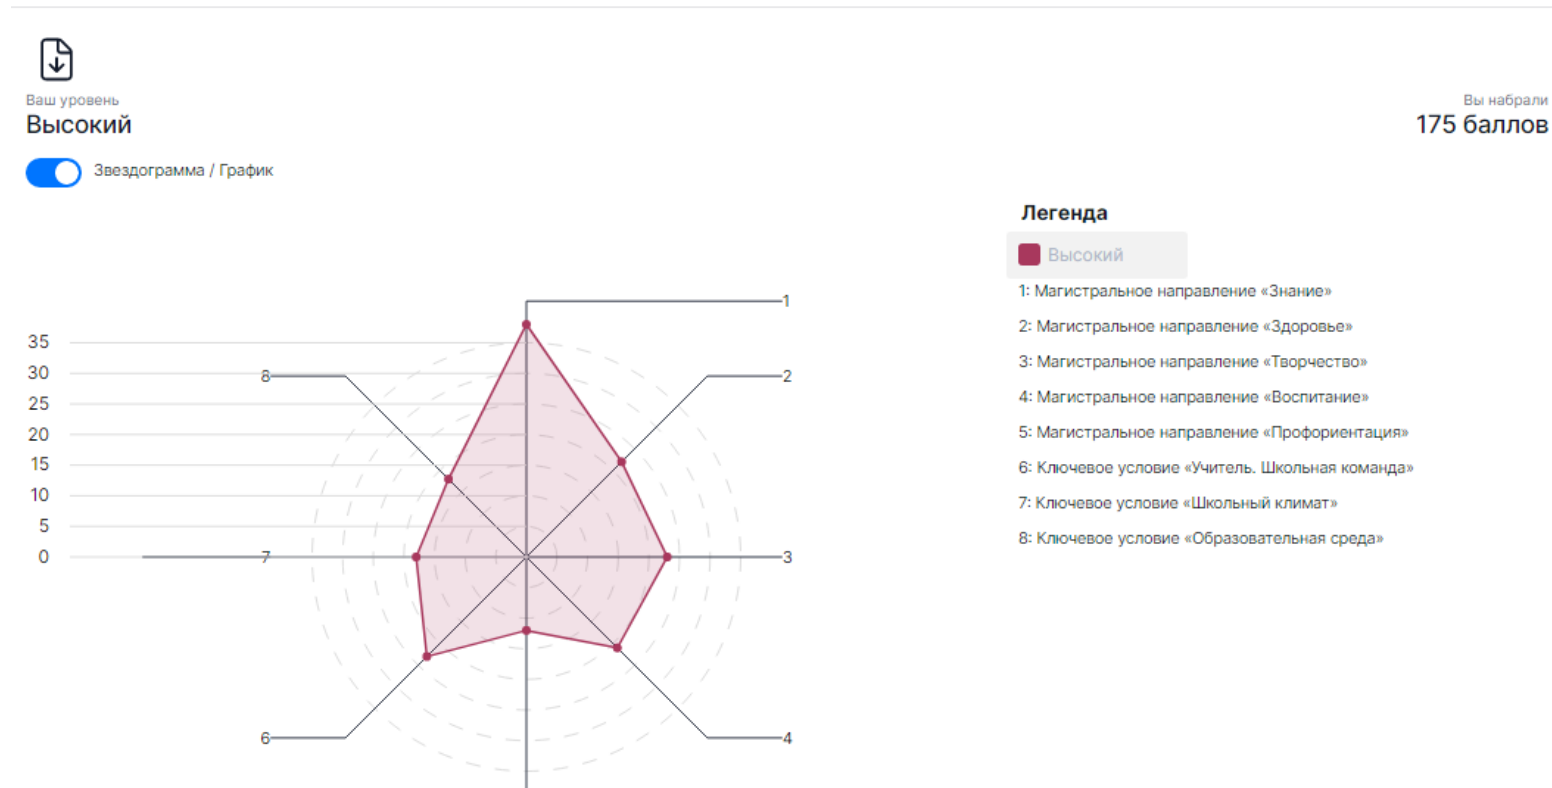 Ваш уровень
Высокий
Вы набрали
175 баллов
Звездограмма / График
Легенда
Высокий
1: Магистральное направление «Знание»
2: Магистральное направление «Здоровье»
3: Магистральное направление «Творчество»
4: Магистральное направление «Воспитание»
5: Магистральное направление «Профориентация»
6: Ключевое условие «Учитель. Школьная команда»
7: Ключевое условие «Школьный климат»
8: Ключевое условие «Образовательная среда»
35
30
25
20
15
10
5
0
1
2
3
4
6
7
8